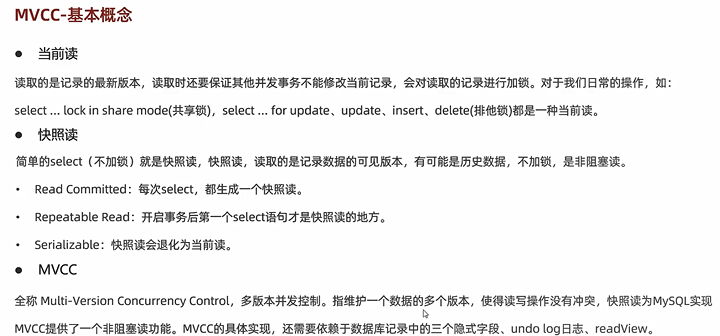 MVCC-基本概念
• 当前读
读取的是记录的最新版本，读取时还要保证其他并发事务不能修改当前记录，会对读取的记录进行加锁。对于我们日常的操作，如：
select ... lock in share mode(共享锁)，select ... for update、update、insert、delete(排他锁)都是一种当前读。
• 快照读
简单的select（不加锁）就是快照读，快照读，读取的是记录数据的可见版本，有可能是历史数据，不加锁，是非阻塞读。
• Read Committed：每次select，都生成一个快照读。
• Repeatable Read：开启事务后第一个select语句才是快照读的地方。
• Serializable：快照读会退化为当前读。
• MVCC
全称 Multi-Version Concurrency Control，多版本并发控制。指维护一个数据的多个版本，使得读写操作没有冲突，快照读为MySQL实现
MVCC提供了一个非阻塞读功能。MVCC的具体实现，还需要依赖于数据库记录中的三个隐式字段、undo log日志、readView。